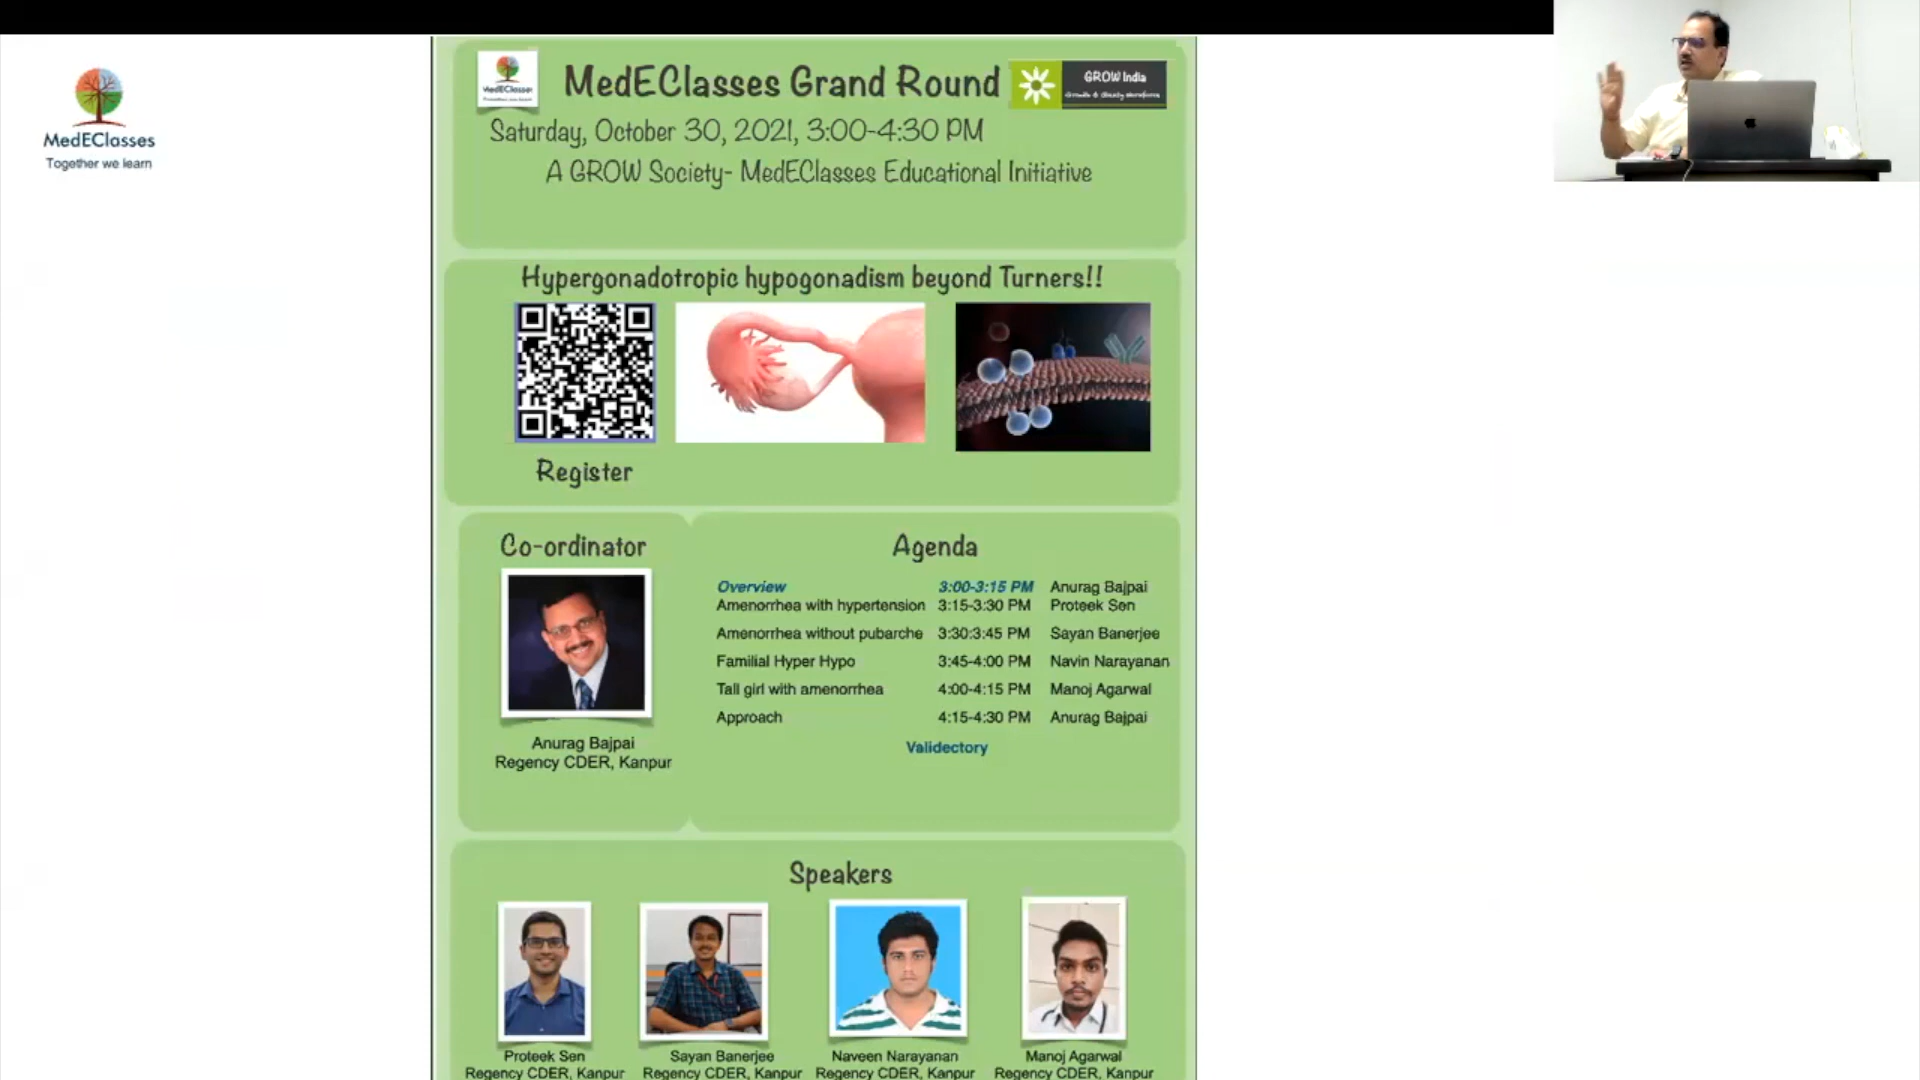 MedEClasses
Together we learn
MedEClasses
MedEClasses Grand Round
GROW India
Saturday, October 30, 2021, 3:00-4:30 PM
A GROW Society- MedEClasses Educational Initiative
Hypergonadotropic hypogonadism beyond Turners!!
Register
Co-ordinator
Anurag Bajpai
Regency CDER, Kanpur
Agenda
Overview 3:00-3:15 PM Anurag Bajpai
Amenorrhea with hypertension 3:15-3:30 PM Proteek Sen
Amenorrhea without pubarche 3:30:3:45 PM Sayan Banerjee
Familial Hyper Hypo 3:45-4:00 PM Navin Narayanan
Tall girl with amenorrhea 4:00-4:15 PM Manoj Agarwal
Approach 4:15-4:30 PM Anurag Bajpai
Validectory
Speakers
Proteek Sen
Regency CDER, Kanpur
Sayan Banerjee
Regency CDER, Kanpur
Naveen Narayanan
Regency CDER, Kanpur
Manoj Agarwal
Regency CDER, Kanpur